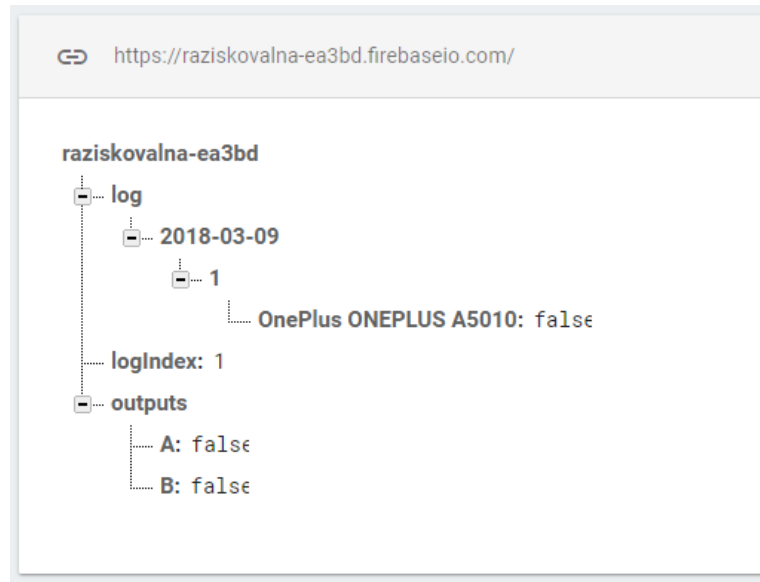 https://raziskovalna-ea3bd.firebaseio.com/
raziskovalna-ea3bd
log
2018-03-09
1
OnePlus ONEPLUS A5010: false
logIndex: 1
outputs
A: false
B: false